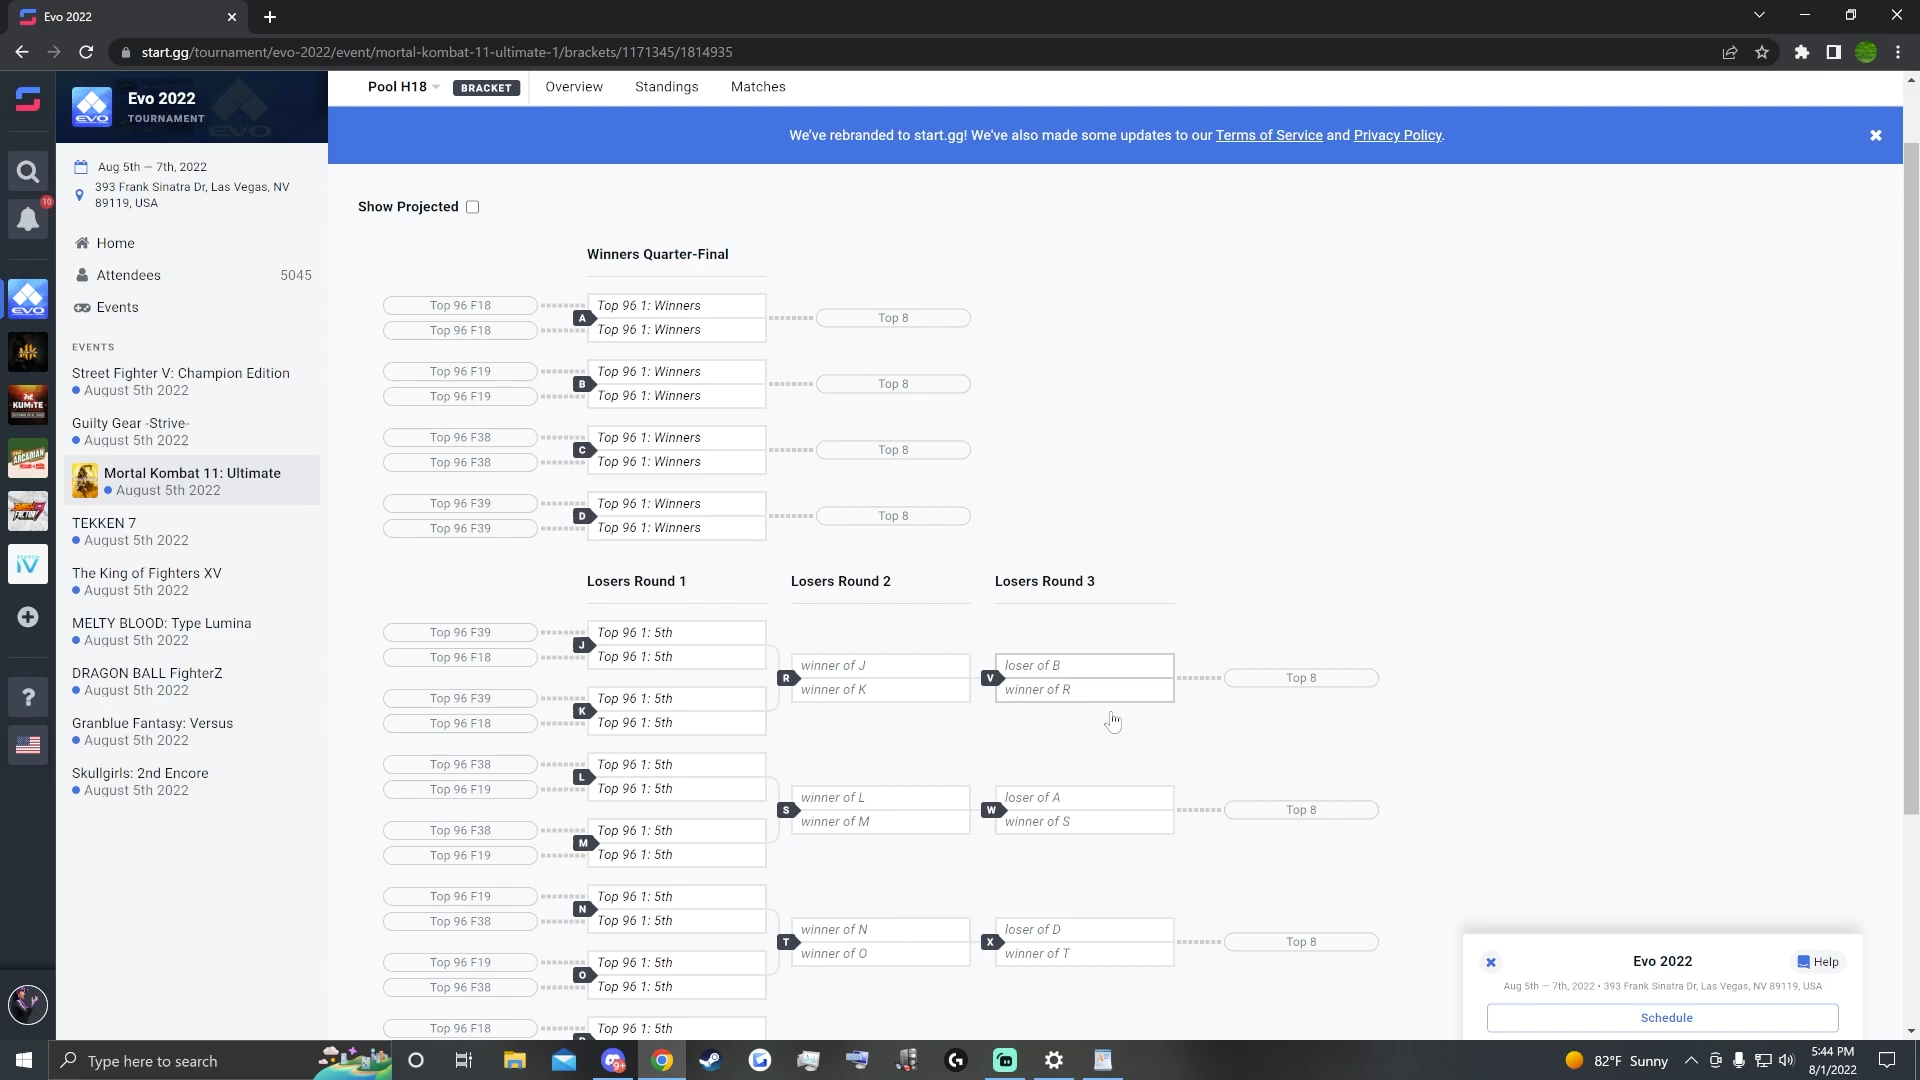 Evo 2022
start.gg/tournament/evo-2022/event/mortal-kombat-11-ultimate-1/brackets/1171345/1814935
EVO
Evo 2022
TOURNAMENT
Pool H18
BRACKET
Overview
Standings
Matches
We've rebranded to start.gg! We've also made some updates to our Terms of Service and Privacy Policy.
Aug 5th — 7th, 2022
393 Frank Sinatra Dr, Las Vegas, NV
89119, USA
10
Home
Attendees 5045
Events
EVENTS
Street Fighter V: Champion Edition
August 5th 2022
Guilty Gear -Strive-
August 5th 2022
Mortal Kombat 11: Ultimate
August 5th 2022
TEKKEN 7
August 5th 2022
The King of Fighters XV
August 5th 2022
MELTY BLOOD: Type Lumina
August 5th 2022
DRAGON BALL FighterZ
August 5th 2022
Granblue Fantasy: Versus
August 5th 2022
Skullgirls: 2nd Encore
August 5th 2022
EVO
KUMITE
ARCADIAN
IV
?
Show Projected
Winners Quarter-Final
Top 96 F18 Top 96 1: Winners
A Top 8
Top 96 F18 Top 96 1: Winners
Top 96 F19 Top 96 1: Winners
B Top 8
Top 96 F19 Top 96 1: Winners
Top 96 F38 Top 96 1: Winners
C Top 8
Top 96 F38 Top 96 1: Winners
Top 96 F39 Top 96 1: Winners
D Top 8
Top 96 F39 Top 96 1: Winners
Losers Round 1 Losers Round 2 Losers Round 3
Top 96 F39 Top 96 1: 5th
J
Top 96 F18 Top 96 1: 5th
winner of J loser of B
R V Top 8
winner of K winner of R
Top 96 F39 Top 96 1: 5th
K
Top 96 F18 Top 96 1: 5th
Top 96 F38 Top 96 1: 5th
L
Top 96 F19 Top 96 1: 5th
winner of L loser of A
S W Top 8
winner of M winner of S
Top 96 F38 Top 96 1: 5th
M
Top 96 F19 Top 96 1: 5th
Top 96 F19 Top 96 1: 5th
N
Top 96 F38 Top 96 1: 5th
winner of N loser of D
T X Top 8
winner of O winner of T
Top 96 F19 Top 96 1: 5th
O
Top 96 F38 Top 96 1: 5th
Top 96 F18 Top 96 1: 5th
Evo 2022
Help
Aug 5th — 7th, 2022 • 393 Frank Sinatra Dr, Las Vegas, NV 89119, USA
Schedule
Type here to search
9+
82°F Sunny
5:44 PM
8/1/2022